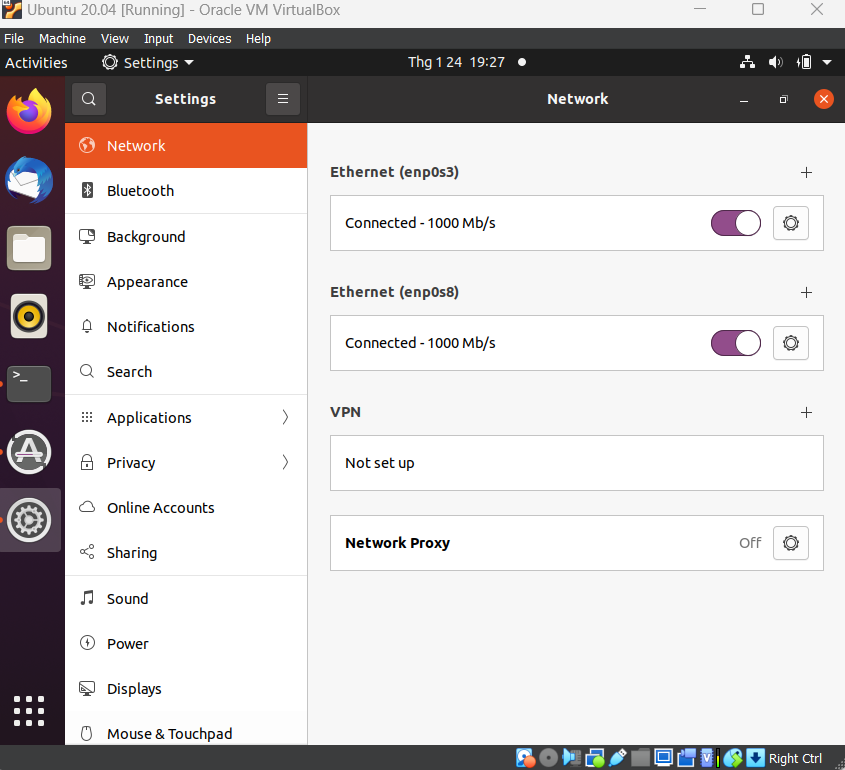 Ubuntu 20.04 [Running] - Oracle VM VirtualBox
File Machine View Input Devices Help
Activities Settings Thg 1 24 19:27
Settings
Network
Network
Bluetooth
Background
Appearance
Notifications
Search
Applications
Privacy
Online Accounts
Sharing
Sound
Power
Displays
Mouse & Touchpad
Ethernet (enp0s3)
Connected - 1000 Mb/s
Ethernet (enp0s8)
Connected - 1000 Mb/s
VPN
Not set up
Network Proxy Off
Right Ctrl